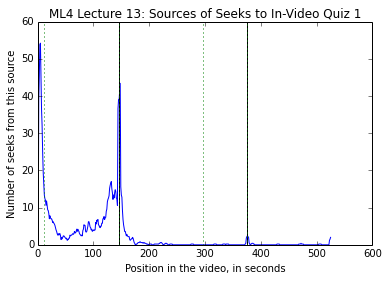 ML4 Lecture 13: Sources of Seeks to In-Video Quiz 1
Number of seeks from this source
60
50
40
30
20
10
0
0 100 200 300 400 500 600
Position in the video, in seconds